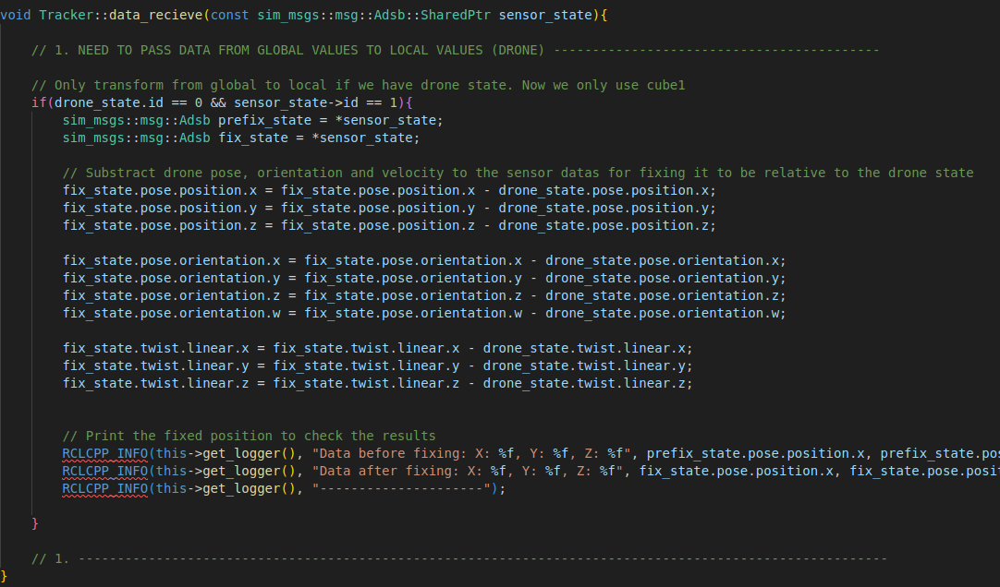 void Tracker::data_recieve(const sim_msgs::msg::Adsb::SharedPtr sensor_state){
// 1. NEED TO PASS DATA FROM GLOBAL VALUES TO LOCAL VALUES (DRONE) ------------------------------------------
// Only transform from global to local if we have drone state. Now we only use cube1
if(drone_state.id == 0 && sensor_state->id == 1){
sim_msgs::msg::Adsb prefix_state = *sensor_state;
sim_msgs::msg::Adsb fix_state = *sensor_state;
// Substract drone pose, orientation and velocity to the sensor datas for fixing it to be relative to the drone state
fix_state.pose.position.x = fix_state.pose.position.x - drone_state.pose.position.x;
fix_state.pose.position.y = fix_state.pose.position.y - drone_state.pose.position.y;
fix_state.pose.position.z = fix_state.pose.position.z - drone_state.pose.position.z;
fix_state.pose.orientation.x = fix_state.pose.orientation.x - drone_state.pose.orientation.x;
fix_state.pose.orientation.y = fix_state.pose.orientation.y - drone_state.pose.orientation.y;
fix_state.pose.orientation.z = fix_state.pose.orientation.z - drone_state.pose.orientation.z;
fix_state.pose.orientation.w = fix_state.pose.orientation.w - drone_state.pose.orientation.w;
fix_state.twist.linear.x = fix_state.twist.linear.x - drone_state.twist.linear.x;
fix_state.twist.linear.y = fix_state.twist.linear.y - drone_state.twist.linear.y;
fix_state.twist.linear.z = fix_state.twist.linear.z - drone_state.twist.linear.z;
// Print the fixed position to check the results
RCLCPP_INFO(this->get_logger(), "Data before fixing: X: %f, Y: %f, Z: %f", prefix_state.pose.position.x, prefix_state.pos
RCLCPP_INFO(this->get_logger(), "Data after fixing: X: %f, Y: %f, Z: %f", fix_state.pose.position.x, fix_state.pose.posit
RCLCPP_INFO(this->get_logger(), "---------------------");
}
// 1. --------------------------------------------------------------------------------------------------------
}